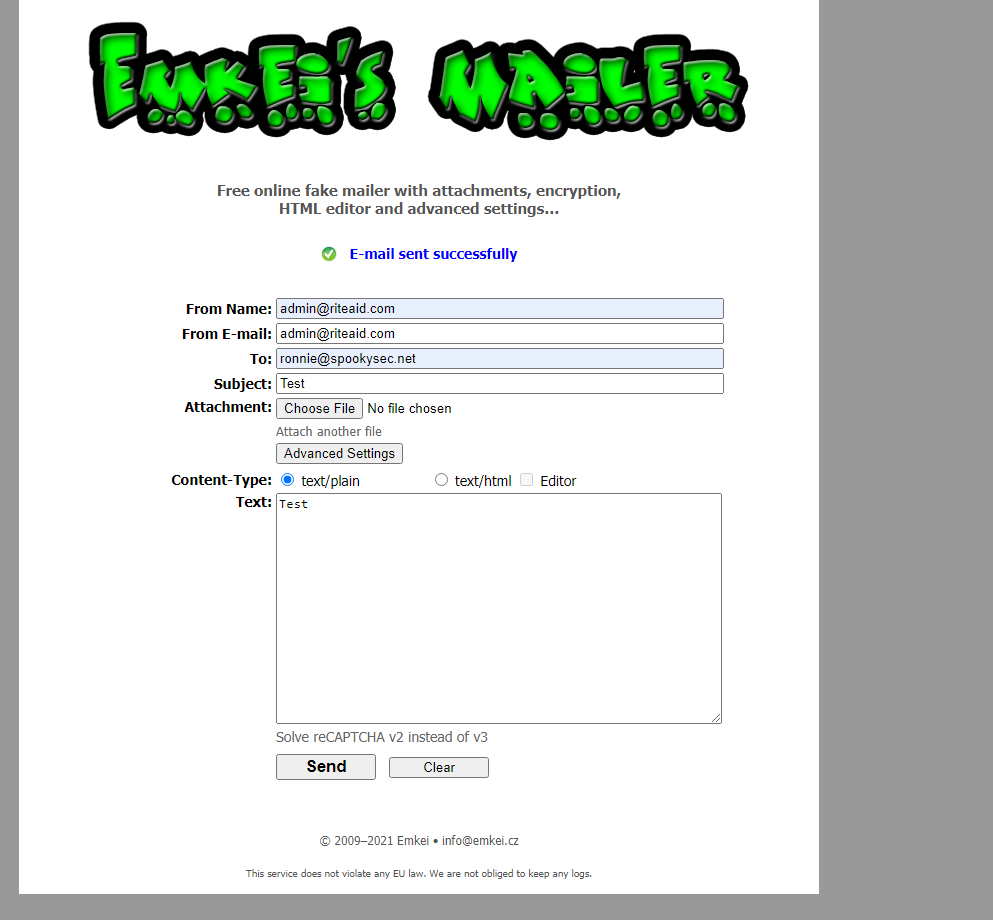 EmKEi's MAiLER
Free online fake mailer with attachments, encryption,
HTML editor and advanced settings…
E-mail sent successfully
From Name: admin@riteaid.com
From E-mail: admin@riteaid.com
To: ronnie@spookysec.net
Subject: Test
Attachment: Choose File No file chosen
Attach another file
Advanced Settings
Content-Type: text/plain text/html Editor
Text: Test
Solve reCAPTCHA v2 instead of v3
Send Clear
© 2009–2021 Emkei • info@emkei.cz
This service does not violate any EU law. We are not obliged to keep any logs.